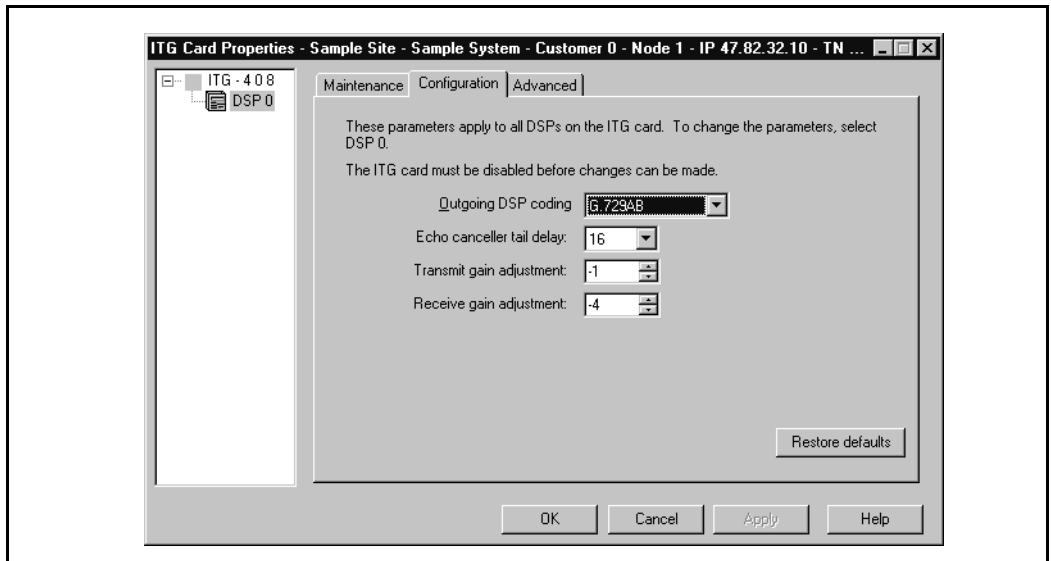 ITG Card Properties - Sample Site - Sample System - Customer 0 - Node 1 - IP 47.82.32.10 - TN ...
ITG - 4 0 8
DSP 0
Maintenance Configuration Advanced
These parameters apply to all DSPs on the ITG card. To change the parameters, select
DSP 0.
The ITG card must be disabled before changes can be made.
Outgoing DSP coding G.729AB
Echo canceller tail delay: 16
Transmit gain adjustment: -1
Receive gain adjustment: -4
Restore defaults
OK Cancel Apply Help